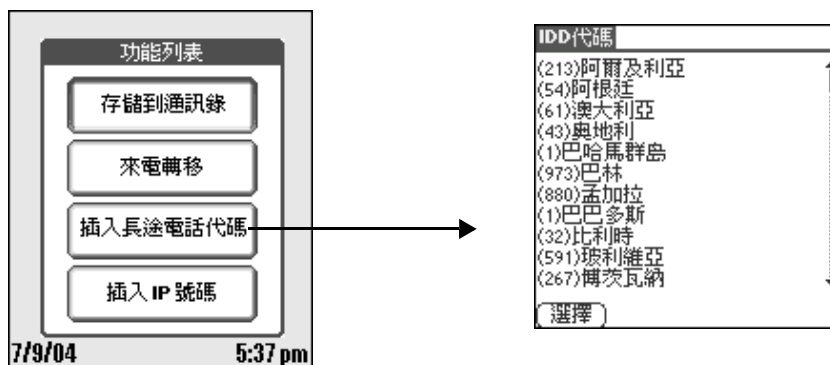 功能列表
存儲到通訊錄
來電轉移
插入長途電話代碼
插入 IP 號碼
7/9/04 5:37 pm
IDD代碼
(213)阿爾及利亞
(54)阿根廷
(61)澳大利亞
(43)奧地利
(1)巴哈馬群島
(973)巴林
(880)孟加拉
(1)巴巴多斯
(32)比利時
(591)玻利維亞
(267)博茨瓦納
選擇